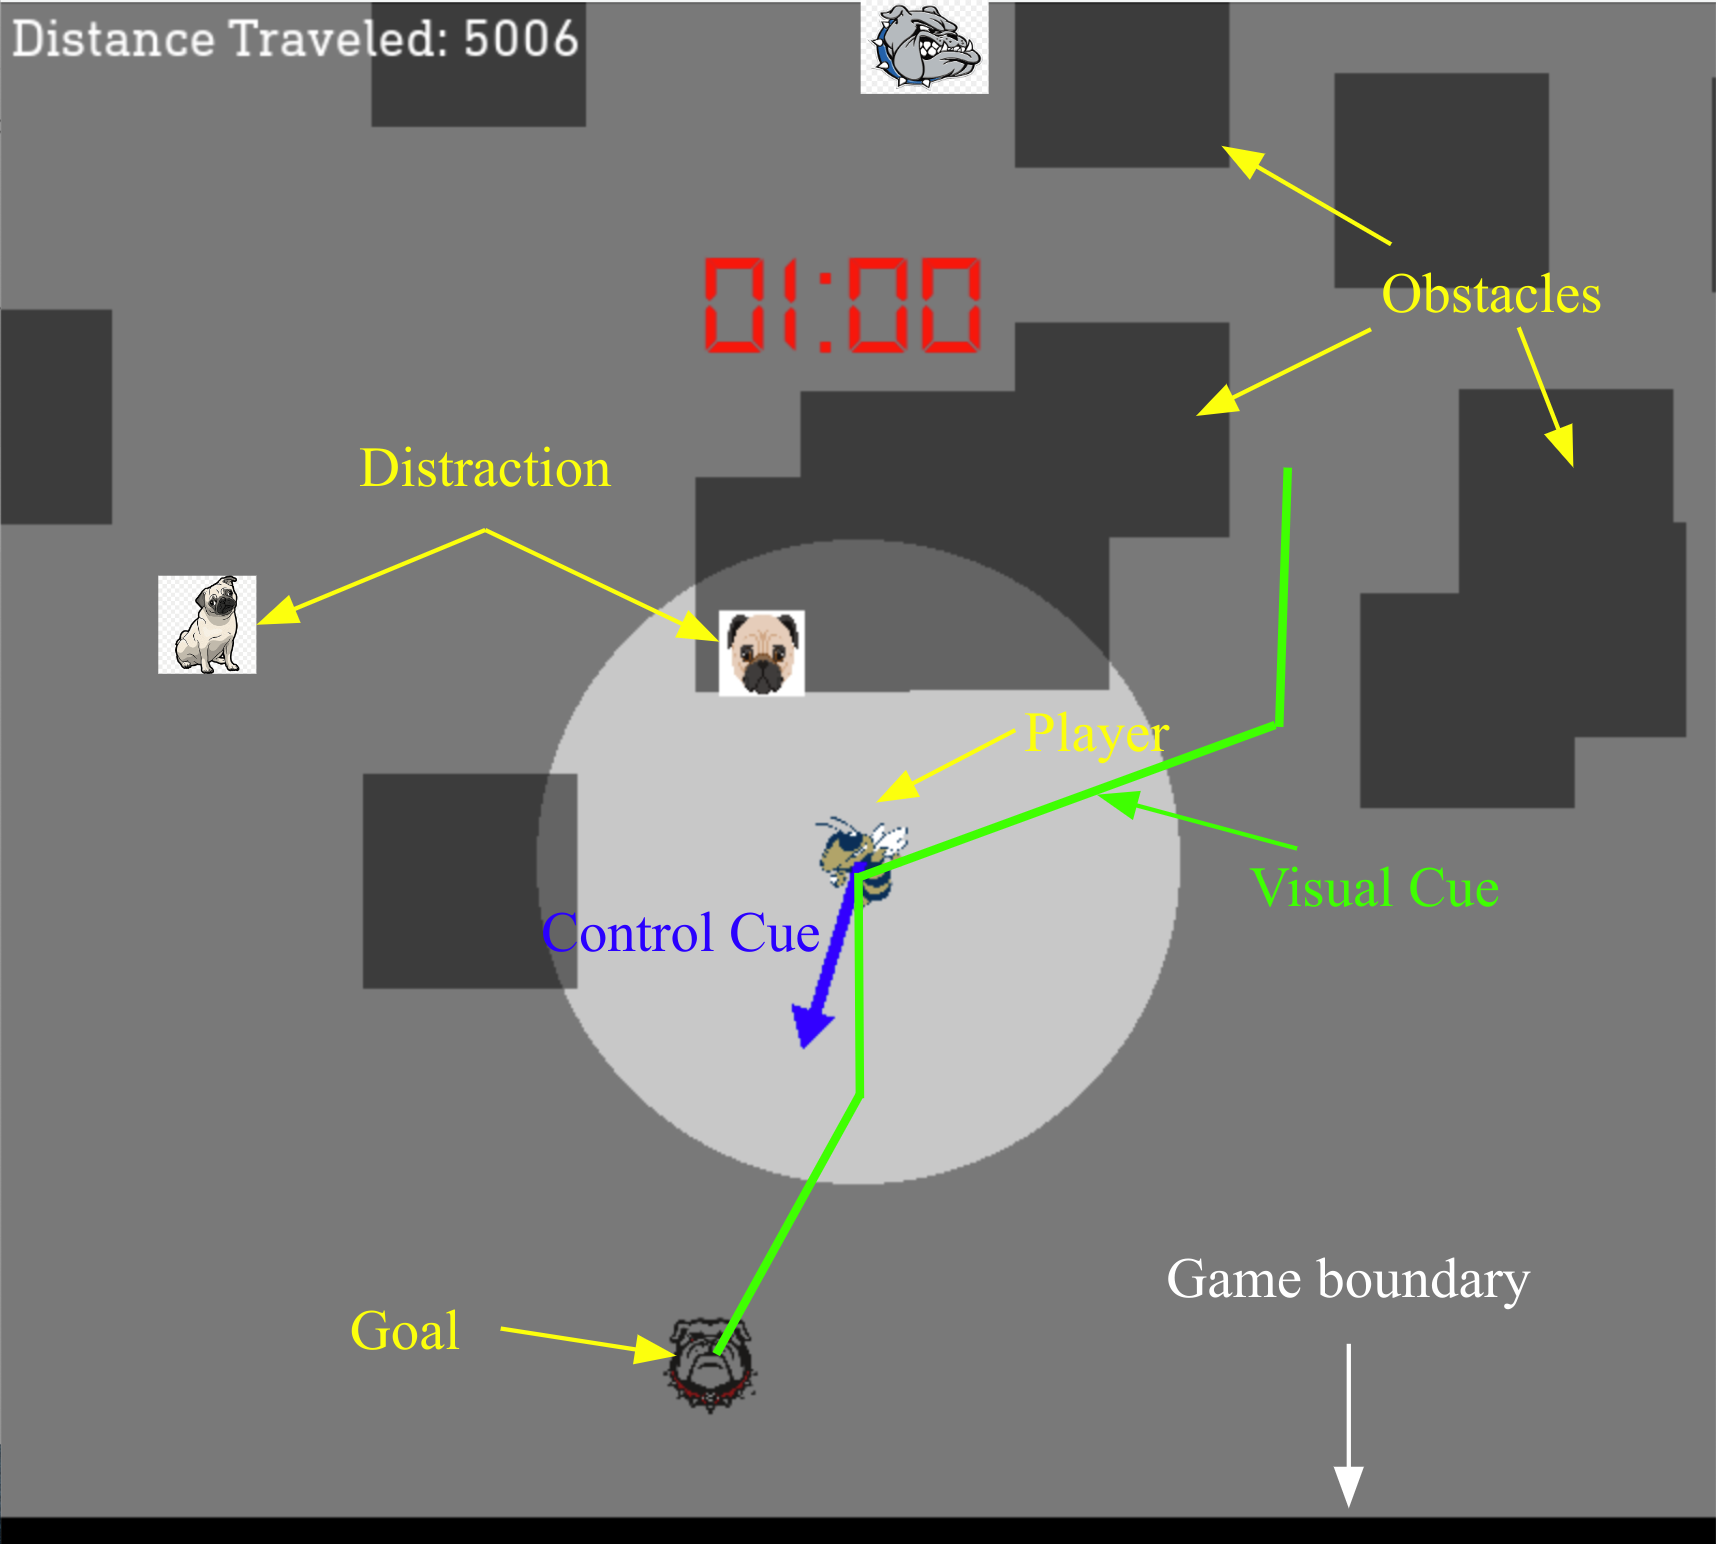 Distance Traveled: 5006
01:00
Obstacles
Distraction
Player
Visual Cue
Control Cue
Game boundary
Goal